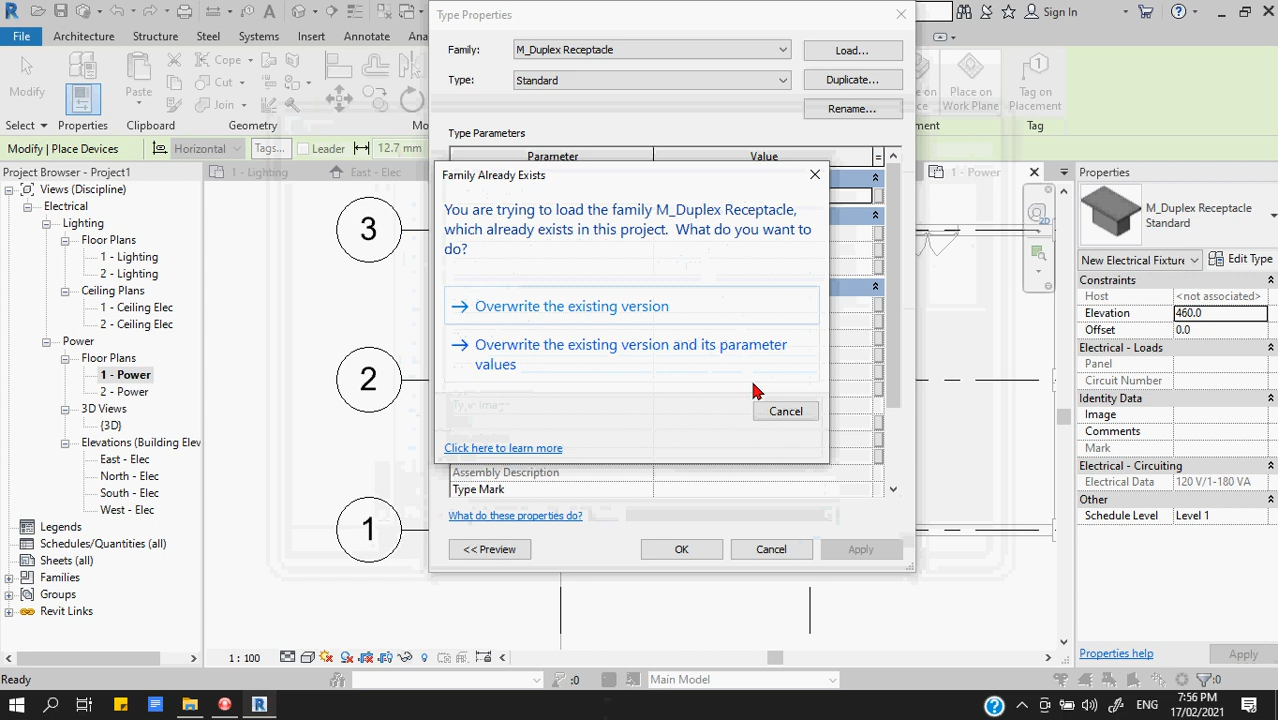 Type Properties
Sign In
File
Architecture
Structure
Steel
Systems
Insert
Annotate
Family:
M_Duplex Receptacle
Load...
Type:
Standard
Duplicate...
Rename...
Modify
Paste
Cope
Cut
Join
Place on
Work Plane
Tag on
Placement
Select
Properties
Clipboard
Geometry
Tag
Type Parameters
Modify | Place Devices
Horizontal
Tags...
Leader
12.7 mm
Parameter
Value
=
Project Browser - Project1
1 - Lighting
East - Elec
1 - Power
Properties
Views (Discipline)
Electrical
Lighting
Floor Plans
1 - Lighting
2 - Lighting
Ceiling Plans
1 - Ceiling Elec
2 - Ceiling Elec
Power
Floor Plans
1 - Power
2 - Power
3D Views
{3D}
Elevations (Building Elev
East - Elec
North - Elec
South - Elec
West - Elec
Legends
Schedules/Quantities (all)
Sheets (all)
Families
Groups
Revit Links
3
2
1
Family Already Exists
You are trying to load the family M_Duplex Receptacle,
which already exists in this project. What do you want to
do?
Overwrite the existing version
Overwrite the existing version and its parameter
values
Cancel
Click here to learn more
Type Image
Assembly Description
Type Mark
What do these properties do?
<< Preview
OK
Cancel
Apply
M_Duplex Receptacle
Standard
New Electrical Fixture
Edit Type
Constraints
Host
<not associated>
Elevation
460.0
Offset
0.0
Electrical - Loads
Panel
Circuit Number
Identity Data
Image
Comments
Mark
Electrical - Circuiting
Electrical Data
120 V/1-180 VA
Other
Schedule Level
Level 1
Properties help
Apply
1 : 100
Ready
:0
Main Model
:0
ENG
7:56 PM
17/02/2021